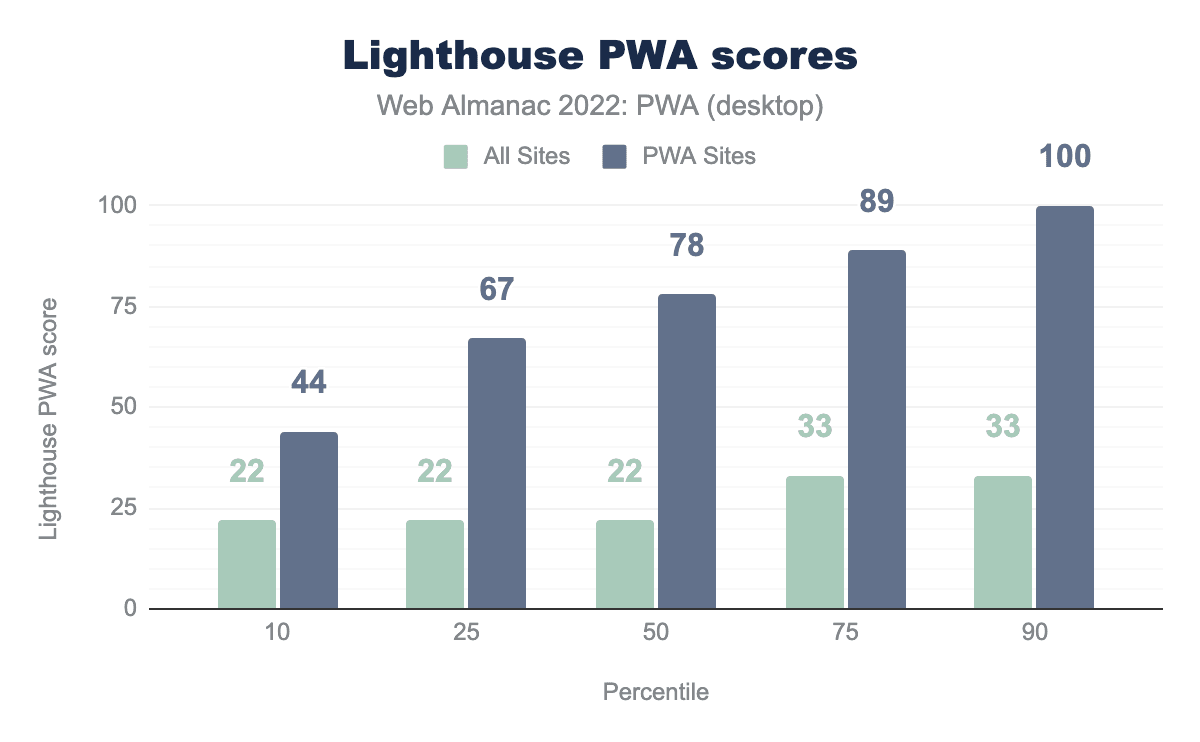 Lighthouse PWA scores
Web Almanac 2022: PWA (desktop)
All Sites PWA Sites
100
89
78
67
44
33 33
22 22 22
100
75
50
25
0
Lighthouse PWA score
10 25 50 75 90
Percentile